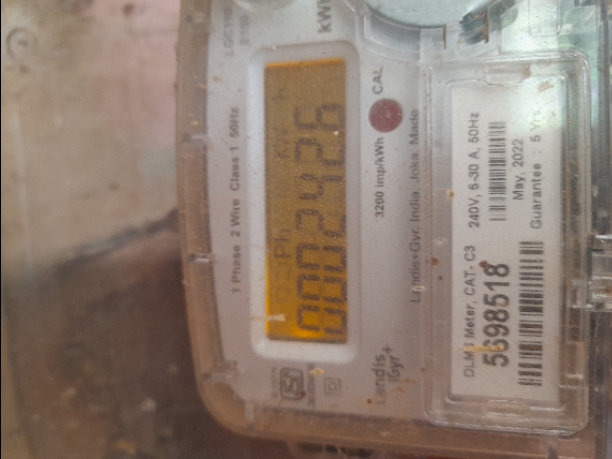 kWh
1 Phase 2 Wire Class 1 50Hz
0002426
3200 imp/kWh
CAL
Landis+Gyr, India, Joka, Made
Landis
Gyr+
DLMS Meter, CAT- C3
240V, 5-30 A, 50Hz
5698518
May, 2022
Guarantee : 5 Yrs